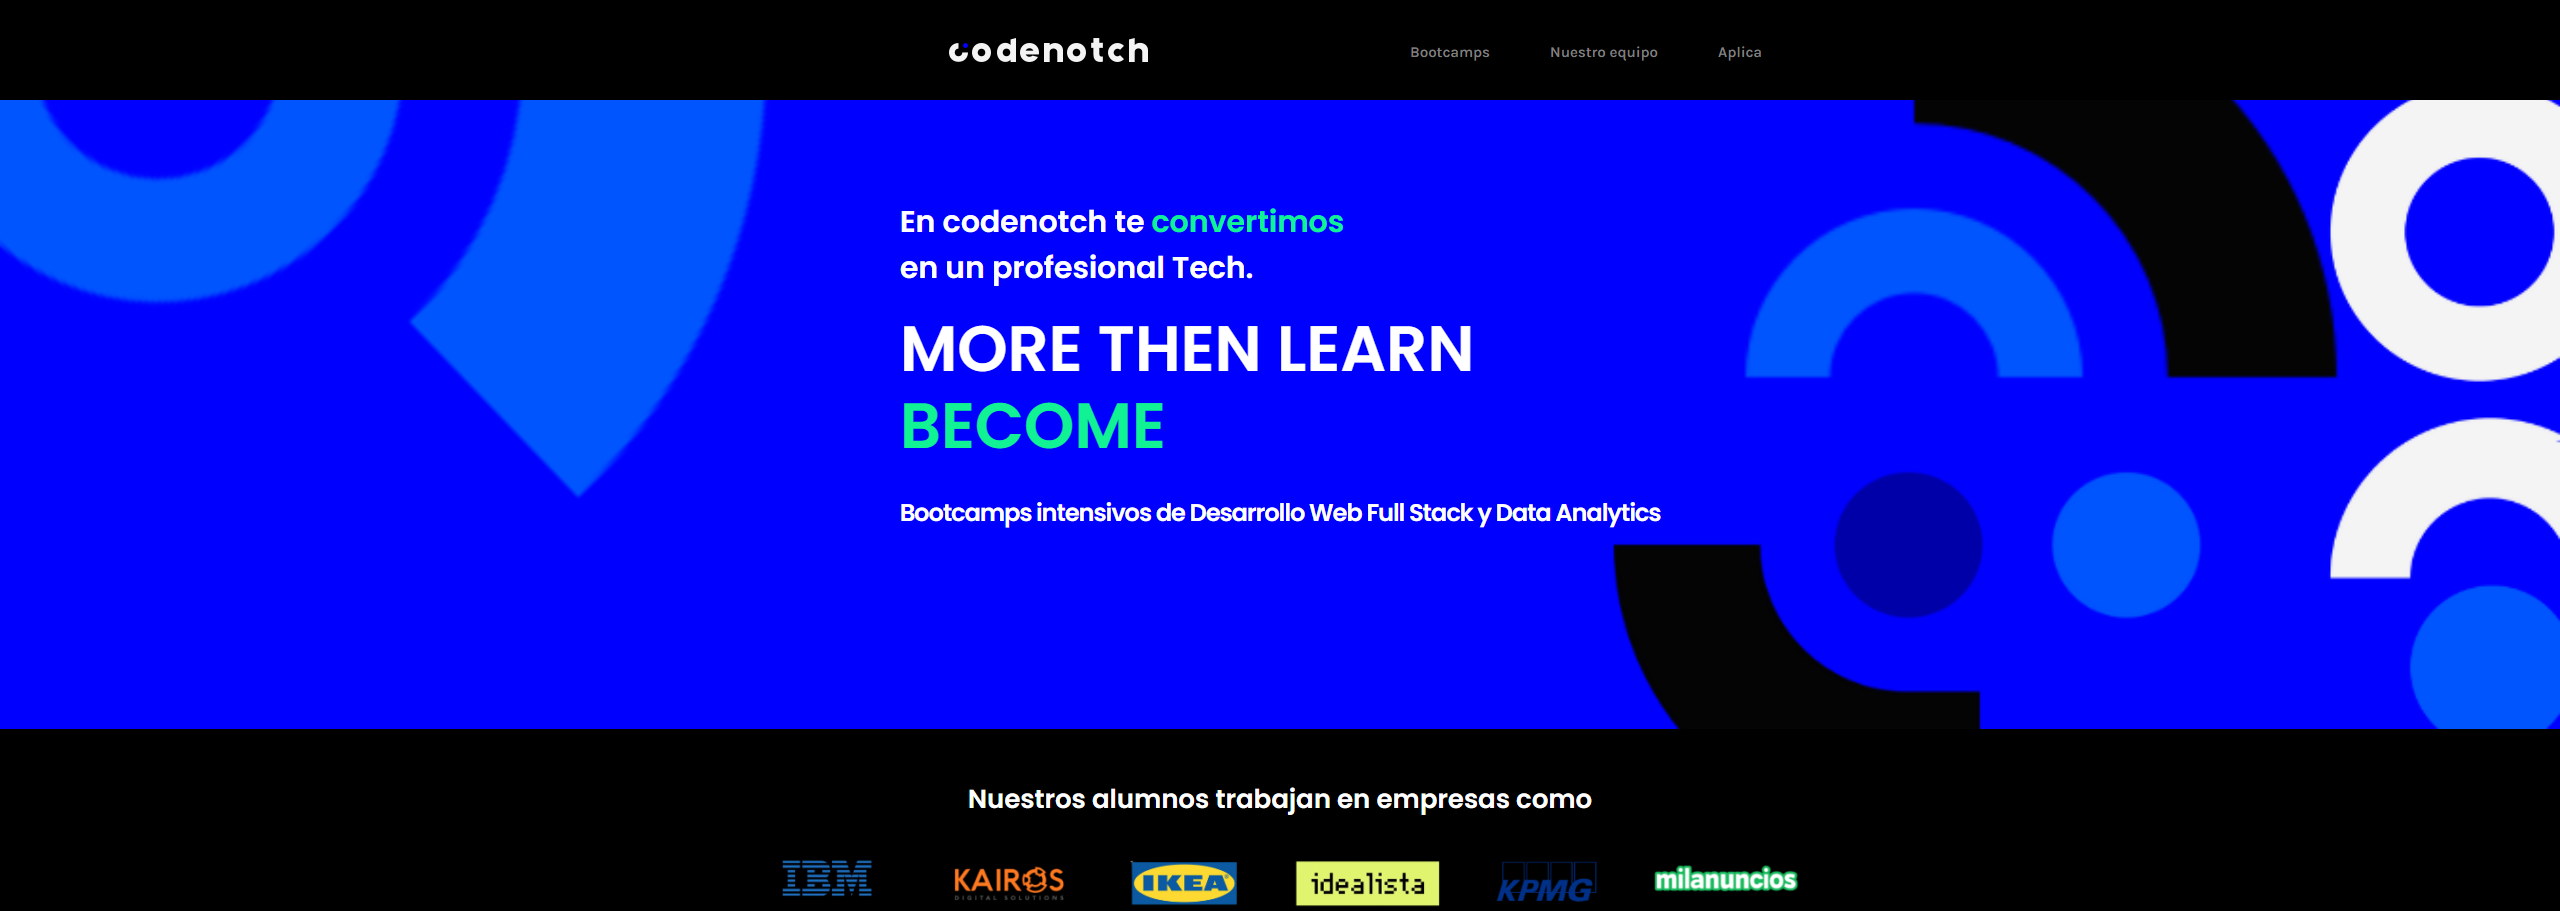 codenotch
Bootcamps
Nuestro equipo
Aplica
En codenotch te convertimos
en un profesional Tech.
MORE THEN LEARN
BECOME
Bootcamps intensivos de Desarrollo Web Full Stack y Data Analytics
Nuestros alumnos trabajan en empresas como
IBM
KAIROS
DIGITAL SOLUTIONS
IKEA
idealista
KPMG
milanuncios